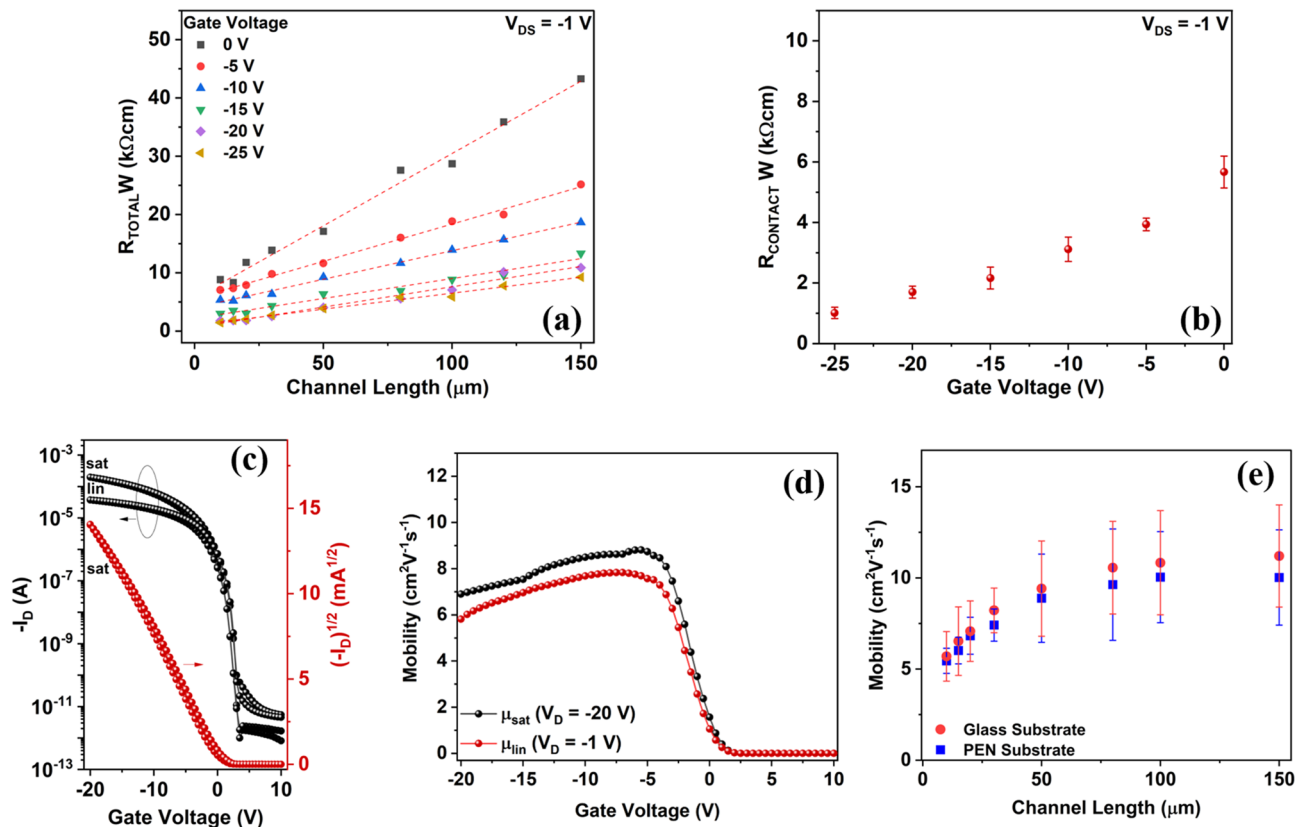 Gate Voltage
0 V
-5 V
-10 V
-15 V
-20 V
-25 V
V_DS = -1 V
R_TOTAL W (kΩcm)
50
40
30
20
10
0
0 50 100 150
Channel Length (μm)
(a)
V_DS = -1 V
R_CONTACT W (kΩcm)
10
8
6
4
2
0
-25 -20 -15 -10 -5 0
Gate Voltage (V)
(b)
(c)
-I_D (A)
10^-3
10^-5
10^-7
10^-9
10^-11
10^-13
sat
lin
sat
15
10
5
0
(-I_D)^1/2 (mA^1/2)
-20 -10 0 10
Gate Voltage (V)
(d)
Mobility (cm²V⁻¹s⁻¹)
12
10
8
6
4
2
0
μ_sat (V_D = -20 V)
μ_lin (V_D = -1 V)
-20 -15 -10 -5 0 5 10
Gate Voltage (V)
(e)
Mobility (cm²V⁻¹s⁻¹)
15
10
5
0
Glass Substrate
PEN Substrate
0 50 100 150
Channel Length (μm)